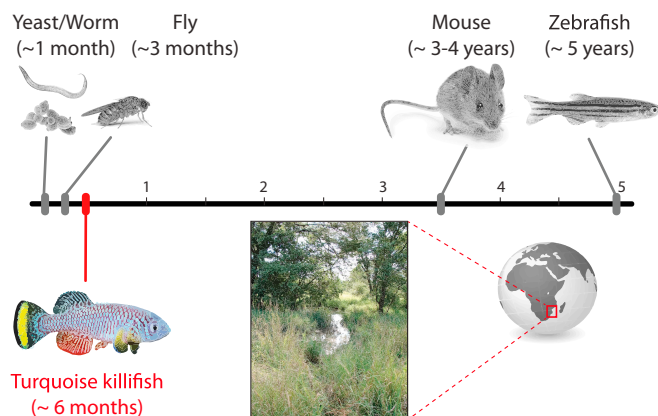 Yeast/Worm
(~1 month)
Fly
(~3 months)
Mouse
(~ 3-4 years)
Zebrafish
(~ 5 years)
1
2
3
4
5
Turquoise killifish
(~ 6 months)